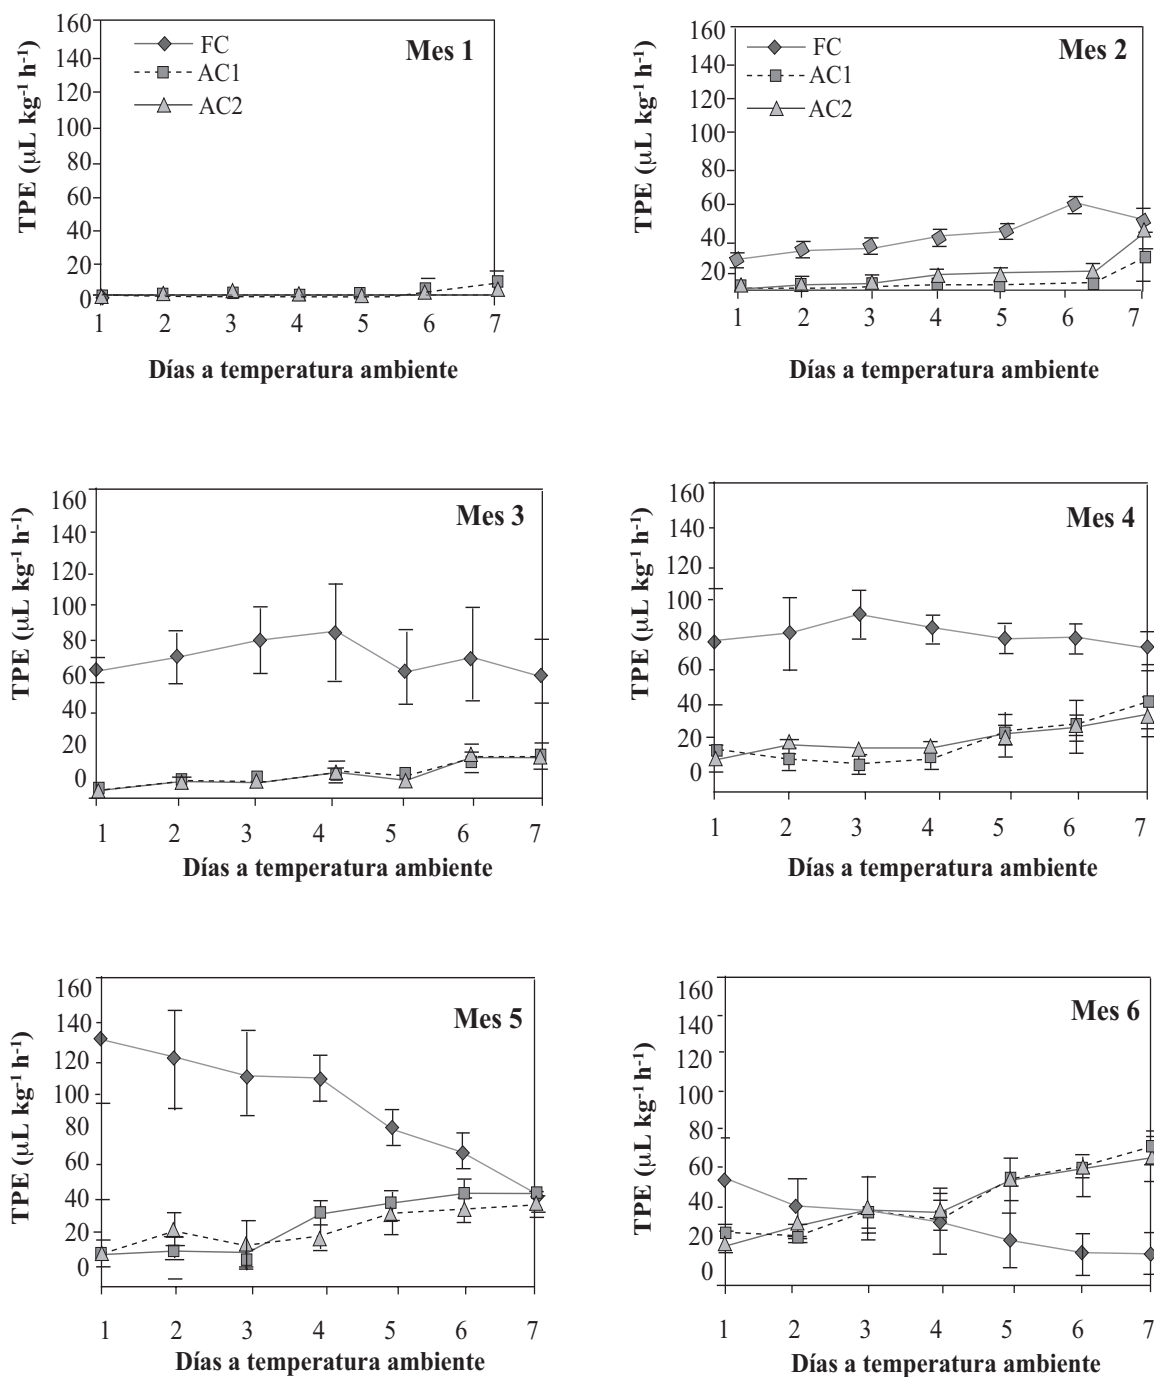 Mes 1
FC
AC1
AC2
TPE (µL kg-1 h-1)
160
140
120
100
80
60
40
20
0
1 2 3 4 5 6 7
Días a temperatura ambiente
Mes 2
FC
AC1
AC2
TPE (µL kg-1 h-1)
160
140
120
100
80
60
40
20
1 2 3 4 5 6 7
Días a temperatura ambiente
Mes 3
TPE (µL kg-1 h-1)
160
140
120
100
80
60
40
20
0
1 2 3 4 5 6 7
Días a temperatura ambiente
Mes 4
TPE (µL kg-1 h-1)
160
140
120
100
80
60
40
20
0
1 2 3 4 5 6 7
Días a temperatura ambiente
Mes 5
TPE (µL kg-1 h-1)
160
140
120
100
80
60
40
20
0
1 2 3 4 5 6 7
Días a temperatura ambiente
Mes 6
TPE (µL kg-1 h-1)
160
140
120
100
80
60
40
20
0
1 2 3 4 5 6 7
Días a temperatura ambiente